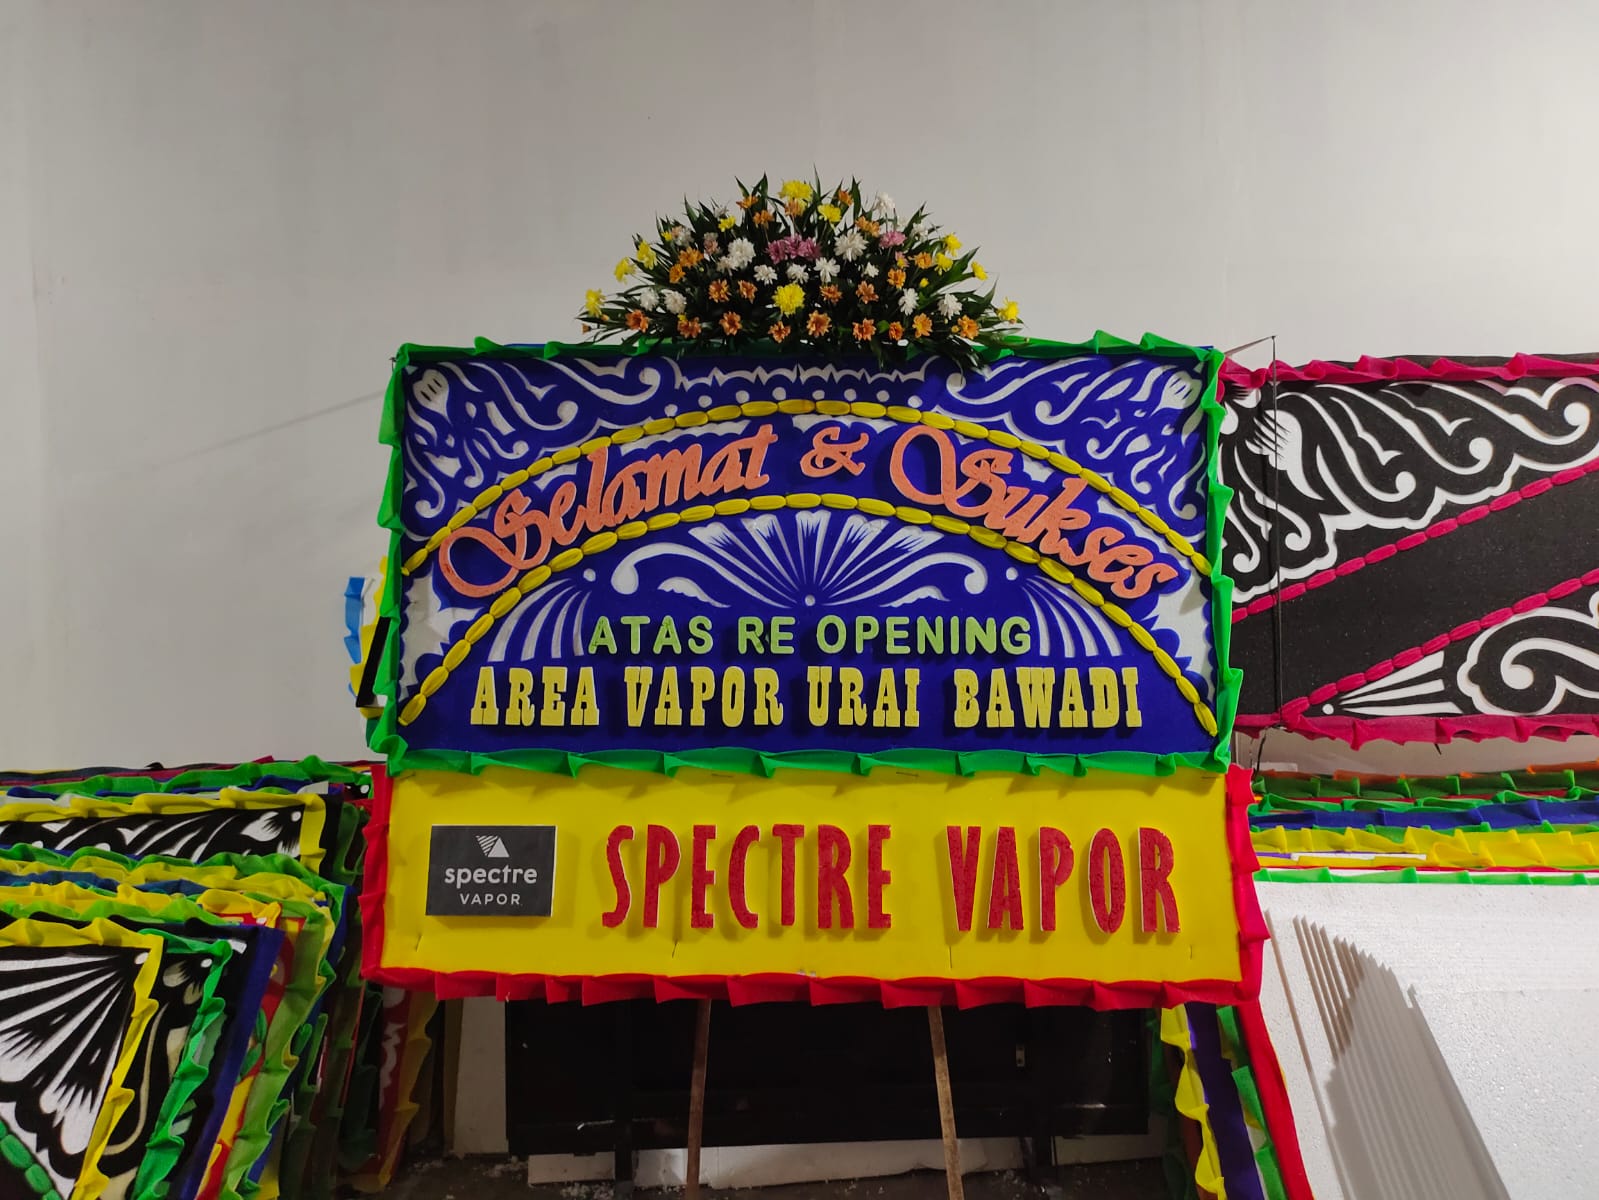 Selamat & Sukses
ATAS RE OPENING
AREA VAPOR URAI BAWADI
spectre
VAPOR
SPECTRE VAPOR